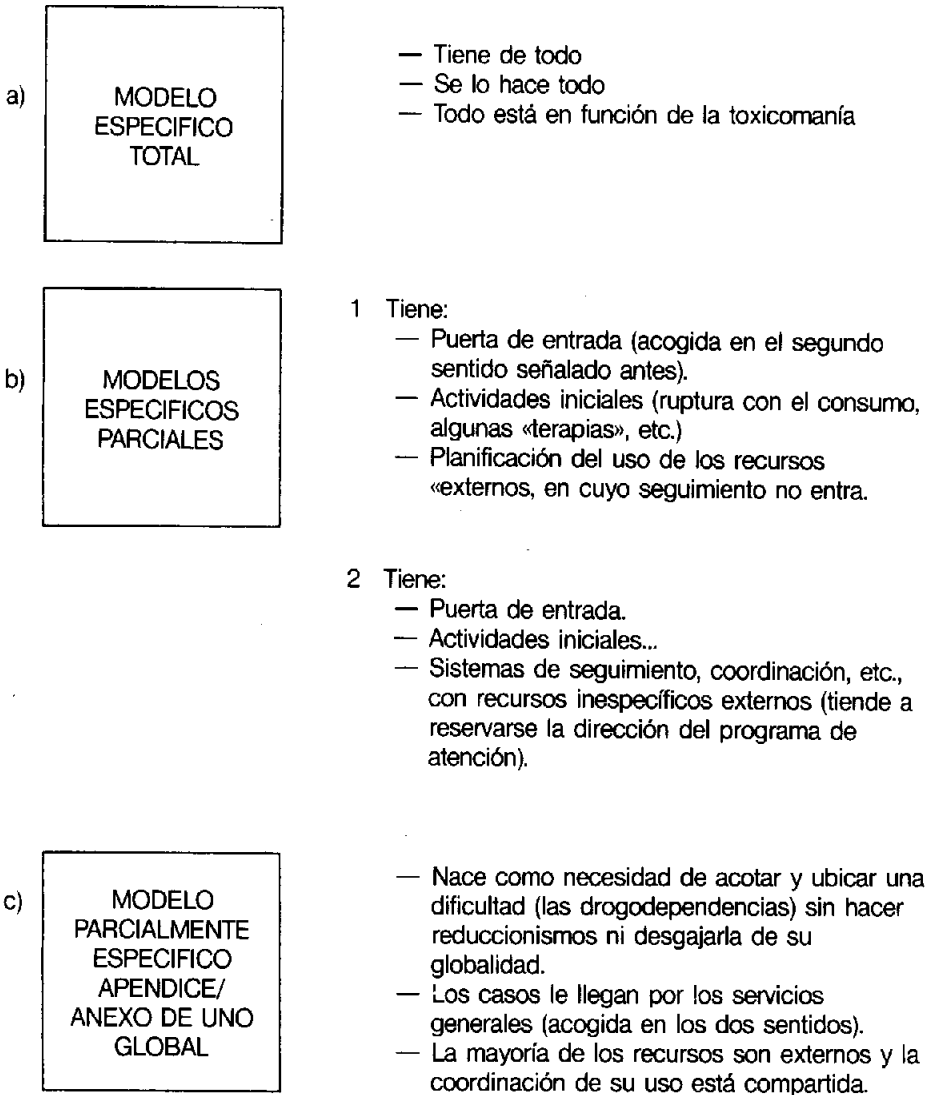 a)
MODELO
ESPECIFICO
TOTAL
— Tiene de todo
— Se lo hace todo
— Todo está en función de la toxicomanía
b)
MODELOS
ESPECIFICOS
PARCIALES
1 Tiene:
— Puerta de entrada (acogida en el segundo
sentido señalado antes).
— Actividades iniciales (ruptura con el consumo,
algunas «terapias», etc.)
— Planificación del uso de los recursos
«externos, en cuyo seguimiento no entra.
2 Tiene:
— Puerta de entrada.
— Actividades iniciales...
— Sistemas de seguimiento, coordinación, etc.,
con recursos inespecíficos externos (tiende a
reservarse la dirección del programa de
atención).
c)
MODELO
PARCIALMENTE
ESPECIFICO
APENDICE/
ANEXO DE UNO
GLOBAL
— Nace como necesidad de acotar y ubicar una
dificultad (las drogodependencias) sin hacer
reduccionismos ni desgajarla de su
globalidad.
— Los casos le llegan por los servicios
generales (acogida en los dos sentidos).
— La mayoría de los recursos son externos y la
coordinación de su uso está compartida.